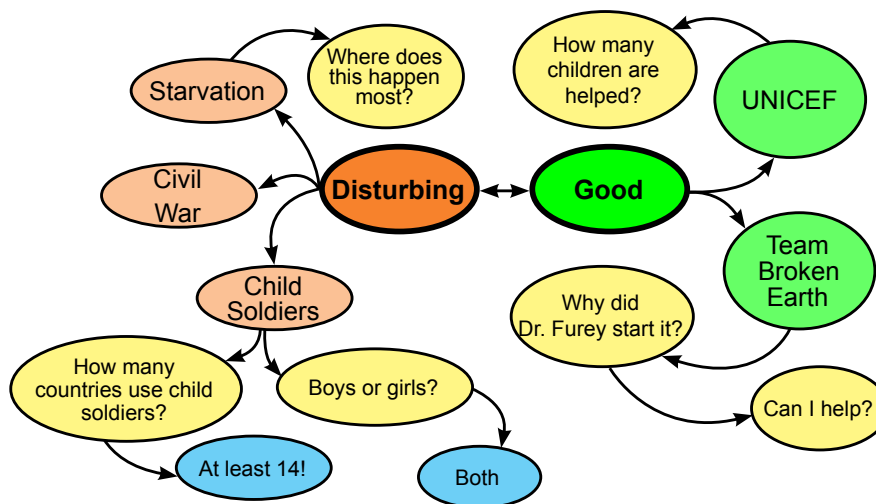 Starvation
Where does
this happen
most?
How many
children are
helped?
UNICEF
Civil
War
Disturbing
Good
Team
Broken
Earth
Child
Soldiers
Why did
Dr. Furey start it?
How many
countries use child
soldiers?
Boys or girls?
Can I help?
At least 14!
Both